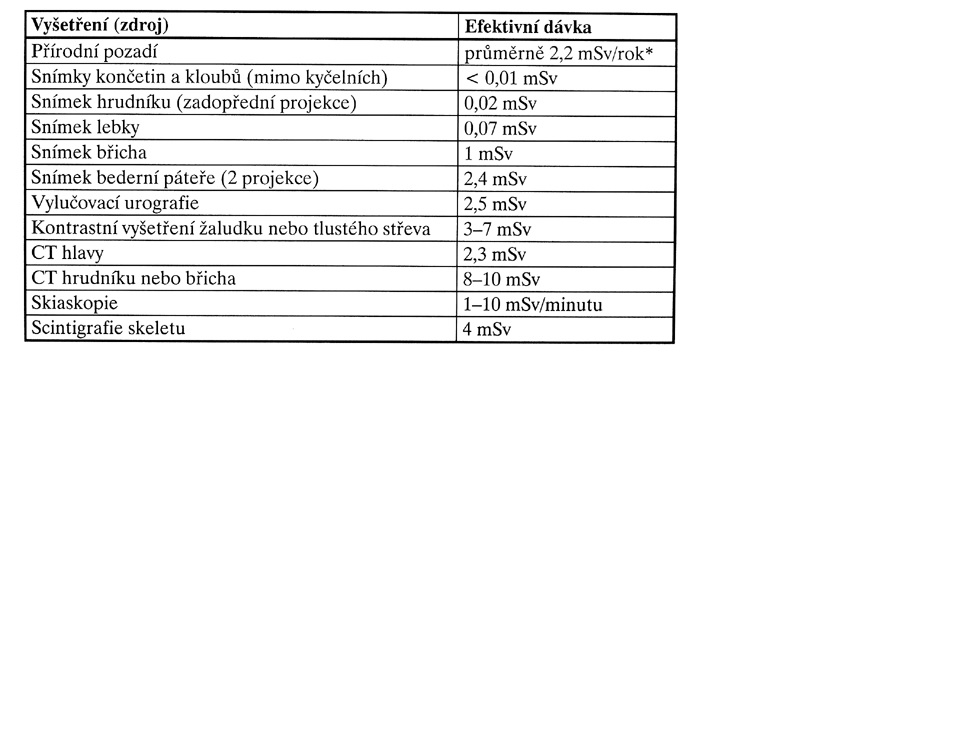 Vyšetření (zdroj) Efektivní dávka
Přírodní pozadí průměrně 2,2 mSv/rok*
Snímky končetin a kloubů (mimo kyčelních) < 0,01 mSv
Snímek hrudníku (zadopřední projekce) 0,02 mSv
Snímek lebky 0,07 mSv
Snímek břicha 1 mSv
Snímek bederní páteře (2 projekce) 2,4 mSv
Vylučovací urografie 2,5 mSv
Kontrastní vyšetření žaludku nebo tlustého střeva 3–7 mSv
CT hlavy 2,3 mSv
CT hrudníku nebo břicha 8–10 mSv
Skiaskopie 1–10 mSv/minutu
Scintigrafie skeletu 4 mSv